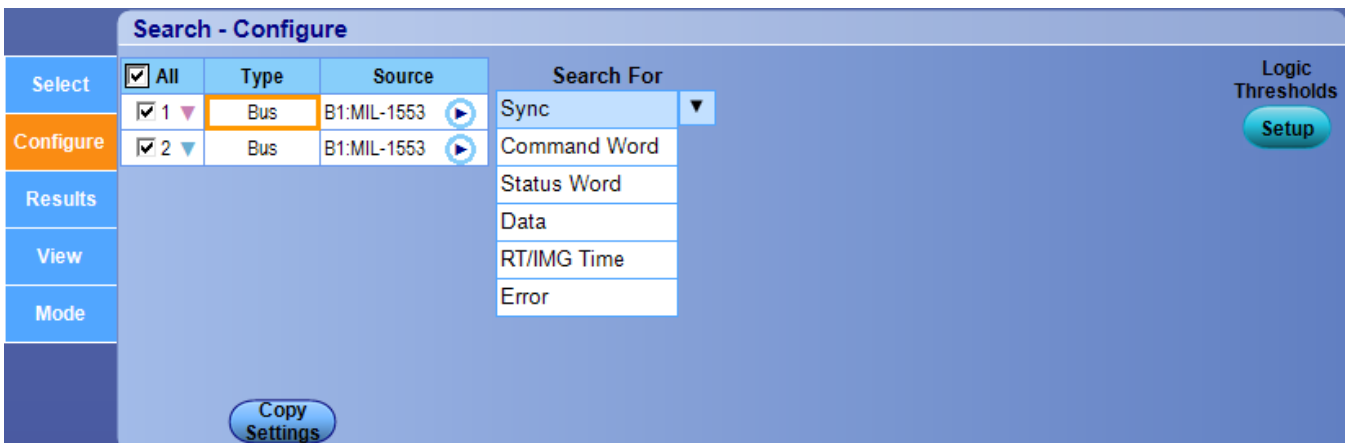 Search - Configure
Select
Configure
Results
View
Mode
All Type Source
1 Bus B1:MIL-1553
2 Bus B1:MIL-1553
Search For
Sync
Command Word
Status Word
Data
RT/IMG Time
Error
Logic
Thresholds
Setup
Copy
Settings